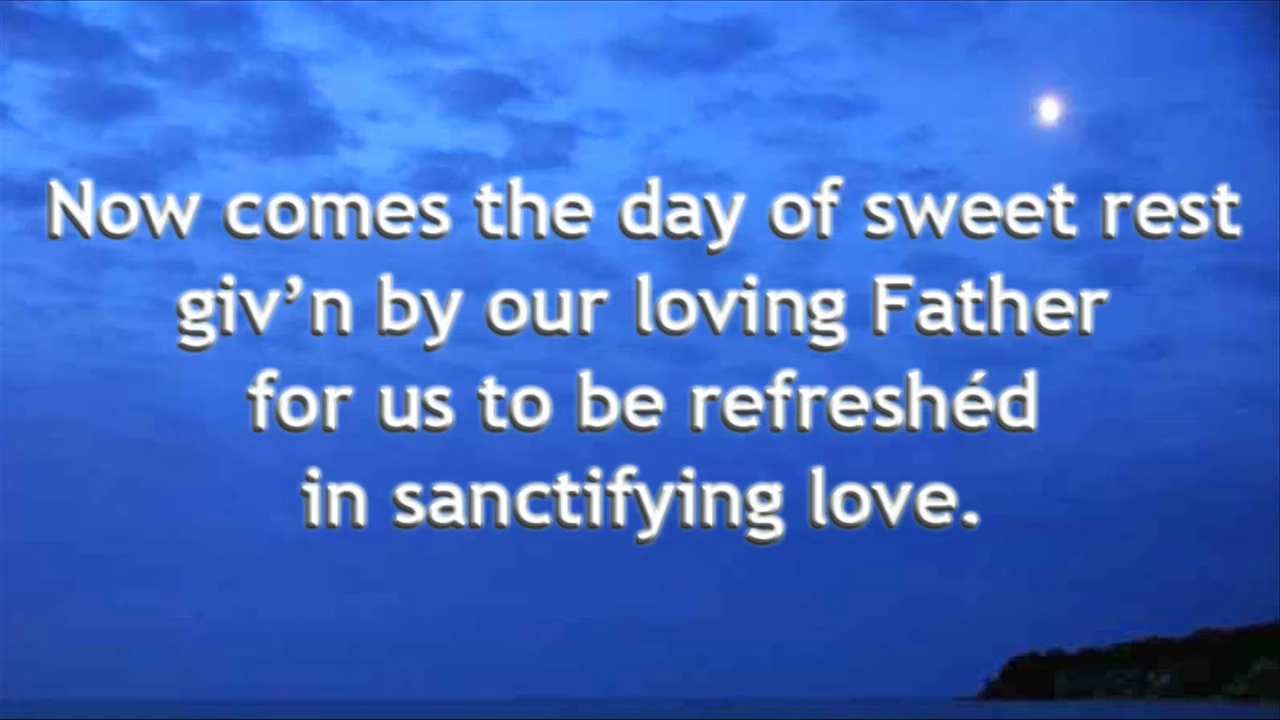 Now comes the day of sweet rest
giv’n by our loving Father
for us to be refreshéd
in sanctifying love.